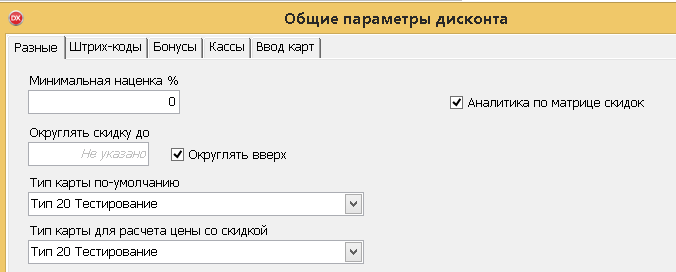 DX
Общие параметры дисконта
Разные Штрих-коды Бонусы Кассы Ввод карт
Минимальная наценка %
0
Аналитика по матрице скидок
Округлять скидку до
Не указано
Округлять вверх
Тип карты по-умолчанию
Тип 20 Тестирование
Тип карты для расчета цены со скидкой
Тип 20 Тестирование